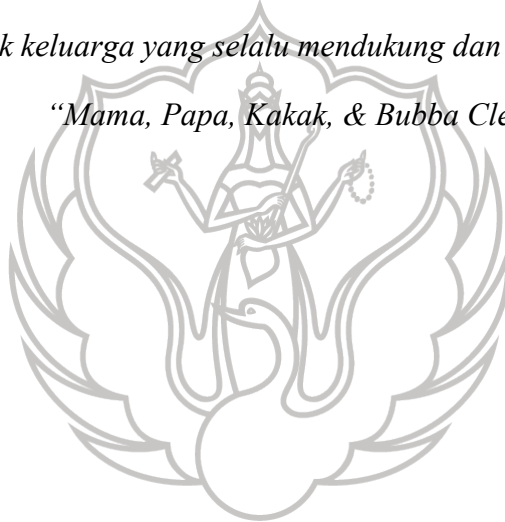 k keluarga yang selalu mendukung dan
“Mama, Papa, Kakak, & Bubba Cle